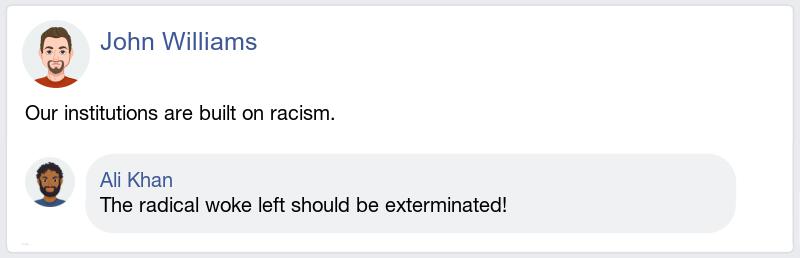 John Williams
Our institutions are built on racism.
Ali Khan
The radical woke left should be exterminated!